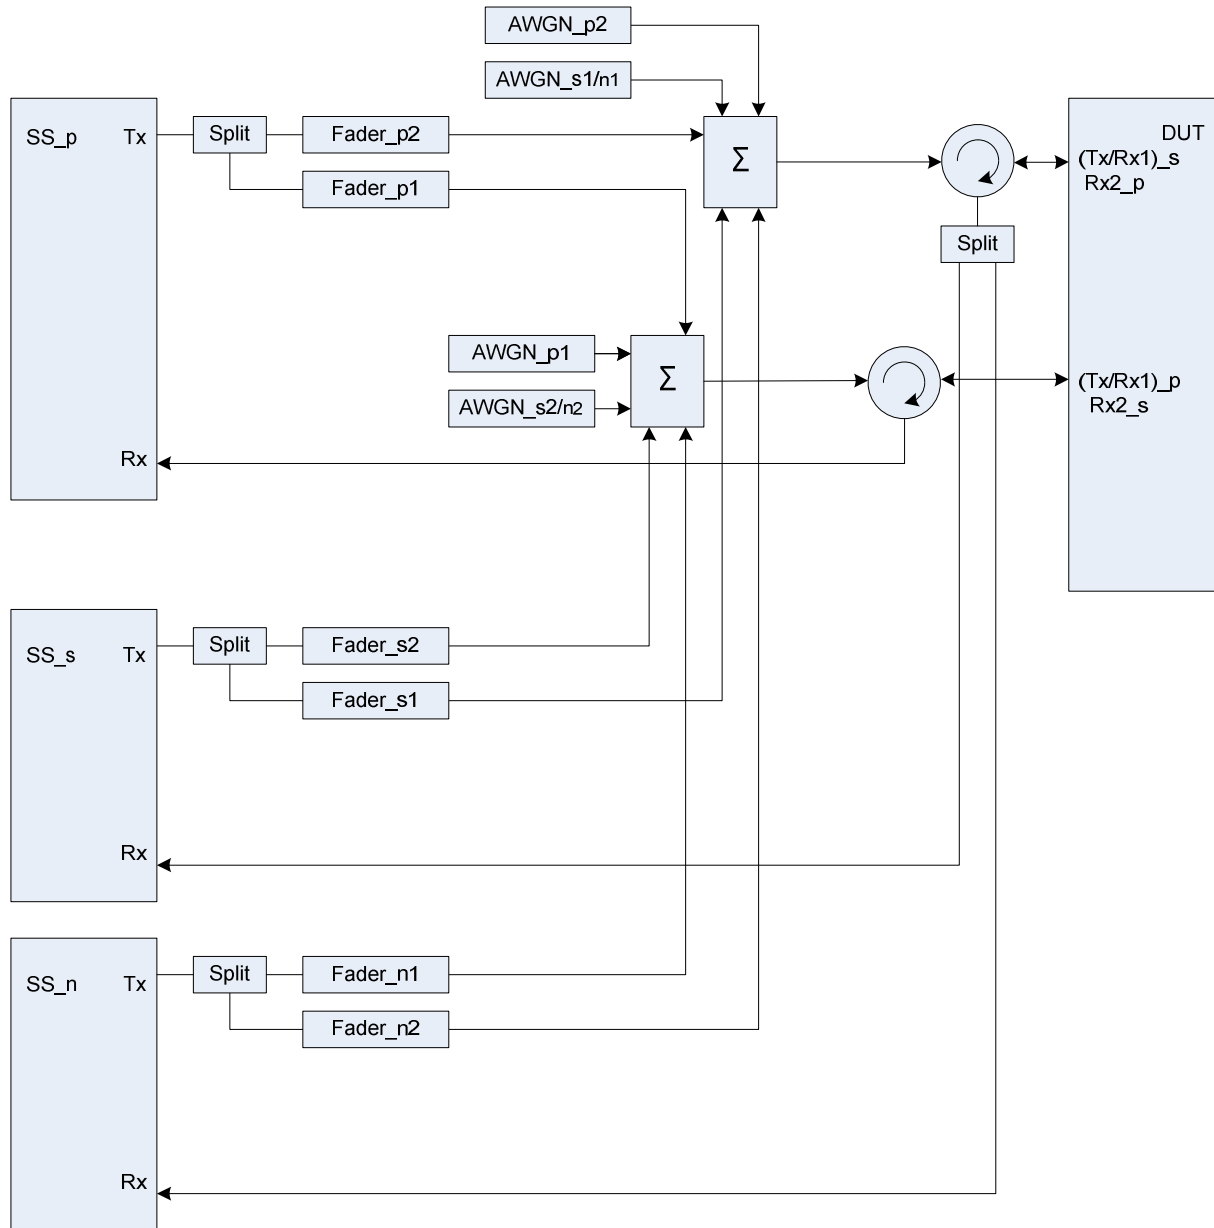 AWGN_p2
AWGN_s1/n1
SS_p
Tx
Split
Fader_p2
Fader_p1
Σ
DUT
(Tx/Rx1)_s
Rx2_p
Split
AWGN_p1
AWGN_s2/n2
Σ
(Tx/Rx1)_p
Rx2_s
Rx
SS_s
Tx
Split
Fader_s2
Fader_s1
Rx
SS_n
Tx
Split
Fader_n1
Fader_n2
Rx